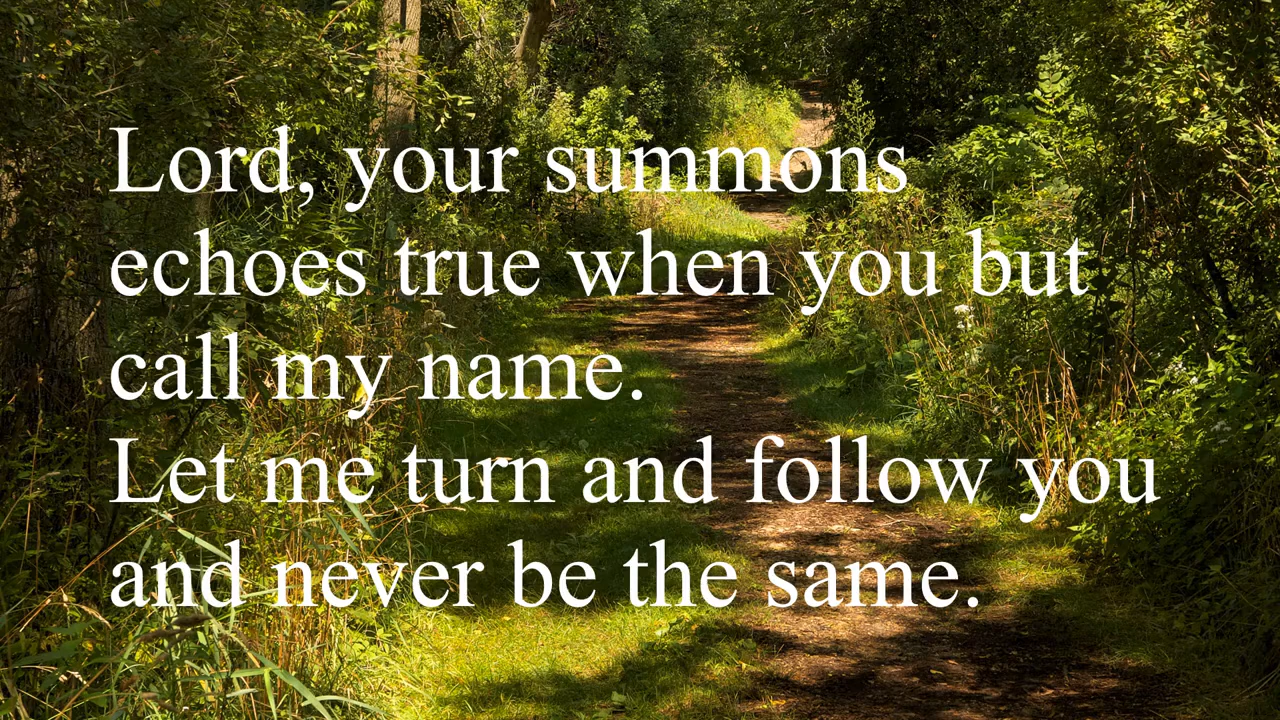 Lord, your summons
echoes true when you but
call my name.
Let me turn and follow you
and never be the same.